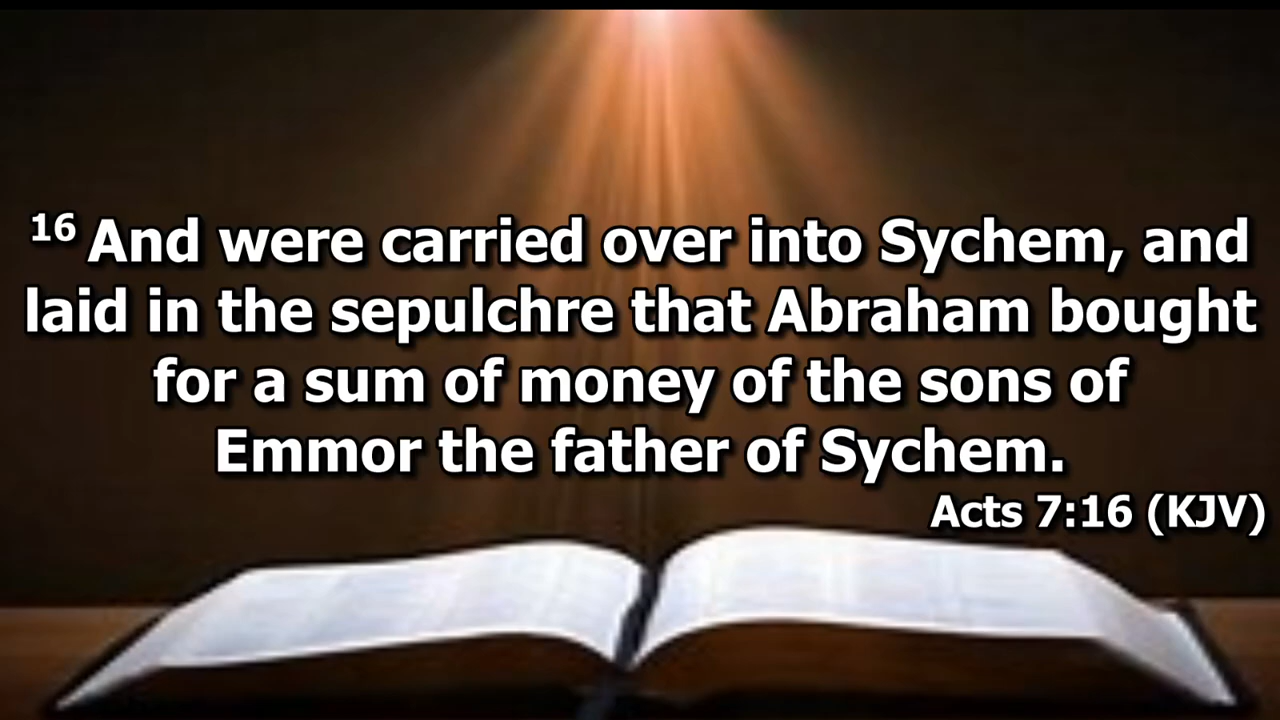 16 And were carried over into Sychem, and
laid in the sepulchre that Abraham bought
for a sum of money of the sons of
Emmor the father of Sychem.
Acts 7:16 (KJV)